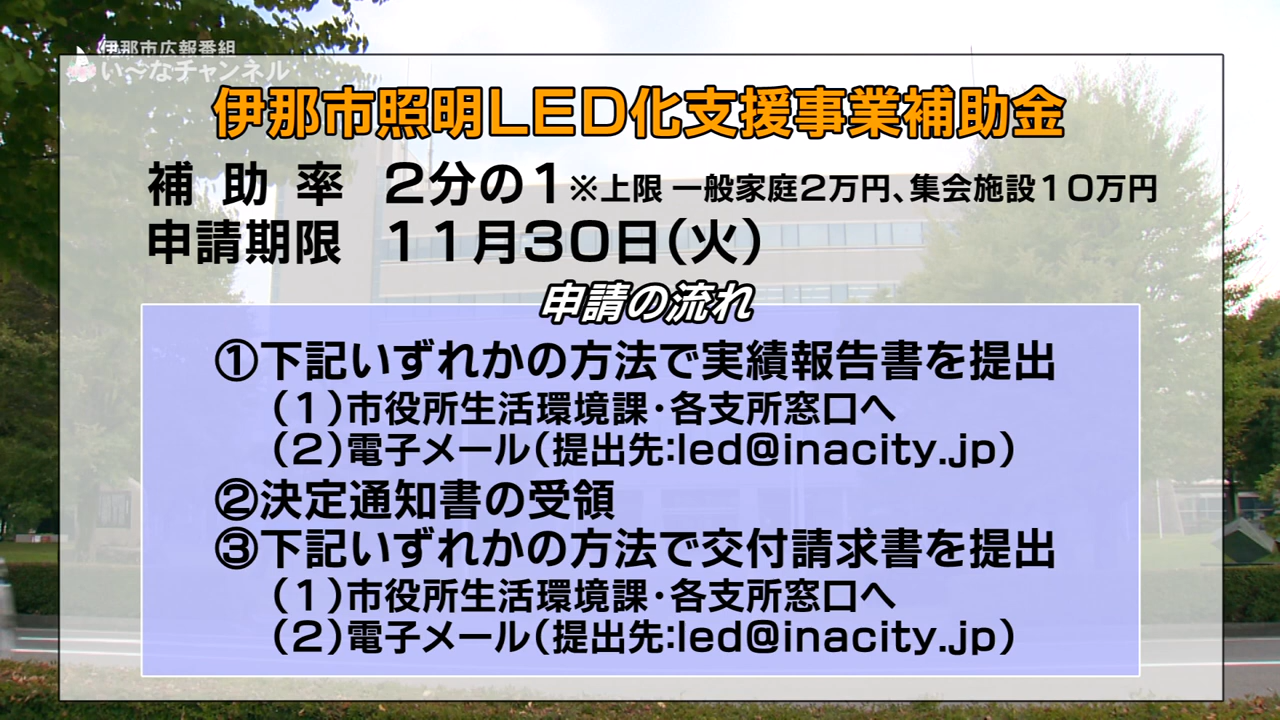 伊那市広報番組
い〜なチャンネル
伊那市照明LED化支援事業補助金
補助率 2分の1※上限 一般家庭2万円、集会施設10万円
申請期限 11月30日(火)
申請の流れ
①下記いずれかの方法で実績報告書を提出
(1)市役所生活環境課・各支所窓口へ
(2)電子メール(提出先:led@inacity.jp)
②決定通知書の受領
③下記いずれかの方法で交付請求書を提出
(1)市役所生活環境課・各支所窓口へ
(2)電子メール(提出先:led@inacity.jp)